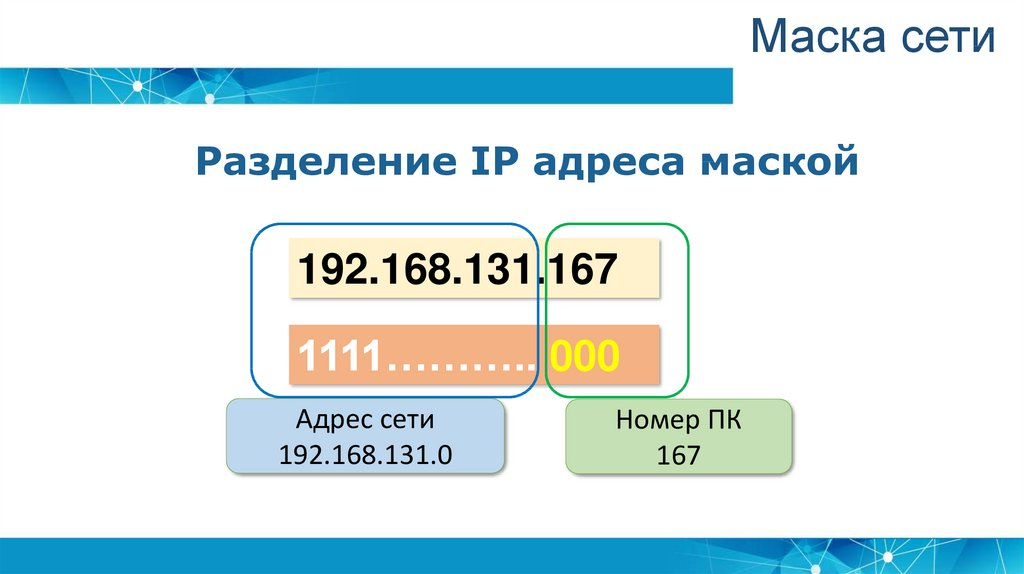 Маска сети
Разделение IP адреса маской
192.168.131.167
1111………..000
Адрес сети
192.168.131.0
Номер ПК
167